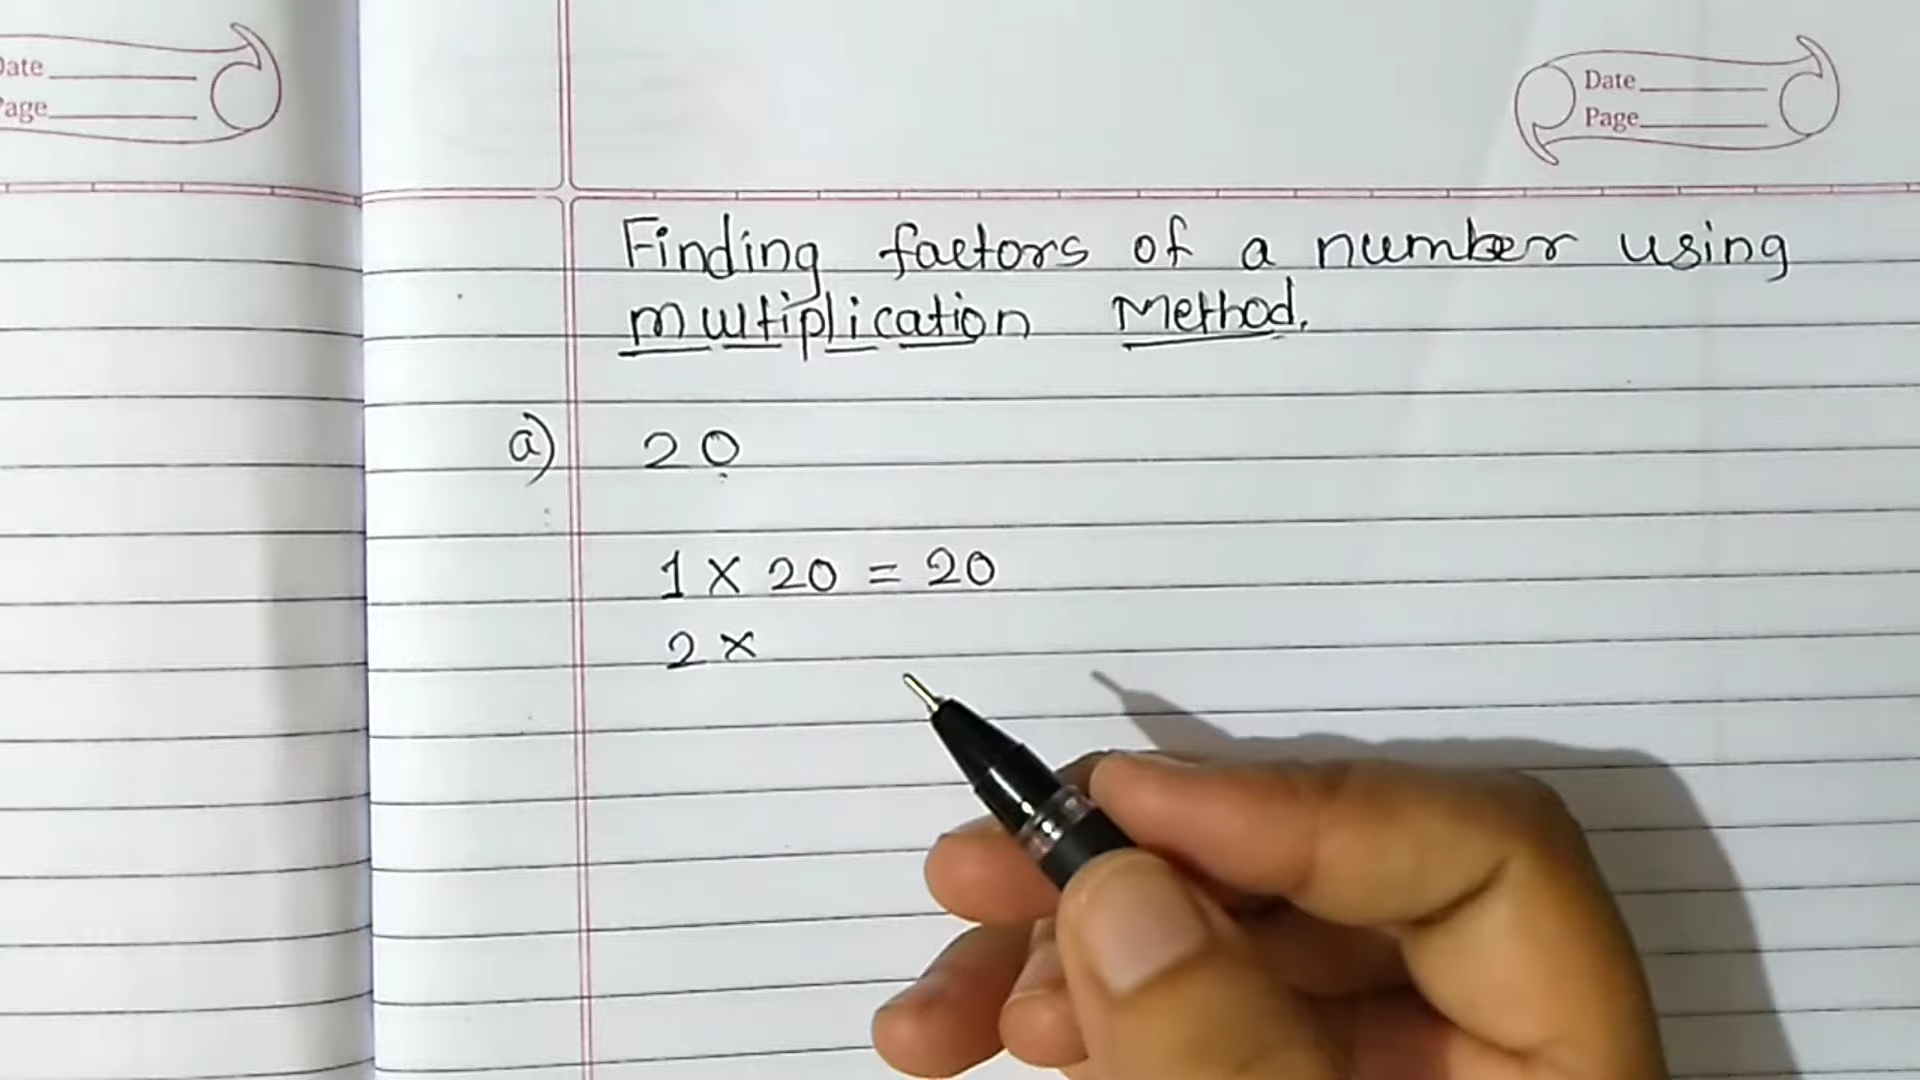 Date
Page
Date
Page
Finding factors of a number using
multiplication Method.
a) 20
1 × 20 = 20
2 ×